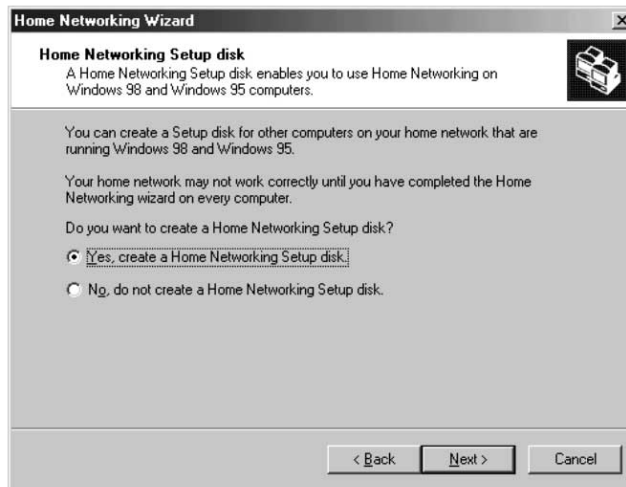 Home Networking Wizard
Home Networking Setup disk
A Home Networking Setup disk enables you to use Home Networking on
Windows 98 and Windows 95 computers.
You can create a Setup disk for other computers on your home network that are
running Windows 98 and Windows 95.
Your home network may not work correctly until you have completed the Home
Networking wizard on every computer.
Do you want to create a Home Networking Setup disk?
Yes, create a Home Networking Setup disk.
No, do not create a Home Networking Setup disk.
< Back Next > Cancel